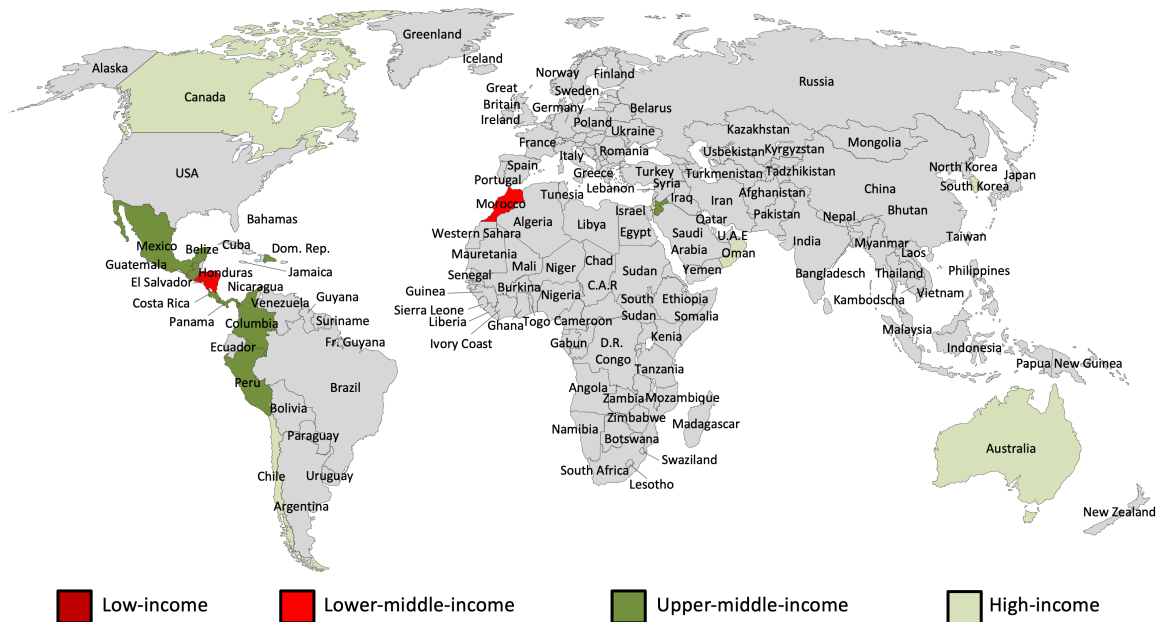 Greenland
Iceland
Alaska
Canada
USA
Norway
Finland
Sweden
Great
Britain
Ireland
Germany
Belarus
Poland
Ukraine
France
Romania
Italy
Spain
Greece
Portugal
Turkey
Lebanon
Syria
Russia
Kazakhstan
Mongolia
Usbekistan
Kyrgyzstan
Turkmenistan
Tadzhikistan
North Korea
South Korea
Japan
China
Afghanistan
Iran
Iraq
Israel
Tunesia
Morocco
Algeria
Libya
Egypt
Western Sahara
Qatar
Saudi
Arabia
U.A.E
Oman
Yemen
Pakistan
Nepal
Bhutan
India
Myanmar
Laos
Taiwan
Bangladesch
Thailand
Philippines
Kambodscha
Vietnam
Malaysia
Indonesia
Papua New Guinea
Bahamas
Mexico
Belize
Cuba
Dom. Rep.
Guatemala
Honduras
Jamaica
El Salvador
Nicaragua
Costa Rica
Venezuela
Guyana
Panama
Columbia
Suriname
Ecuador
Fr. Guyana
Peru
Brazil
Bolivia
Paraguay
Chile
Uruguay
Argentina
Mauretania
Mali
Niger
Chad
Sudan
Senegal
Guinea
Burkina
Nigeria
C.A.R
South
Sudan
Ethiopia
Somalia
Sierra Leone
Liberia
Ivory Coast
Ghana
Togo
Cameroon
Gabun
D.R.
Congo
Kenia
Tanzania
Angola
Zambia
Mozambique
Zimbabwe
Namibia
Botswana
Madagascar
Swaziland
South Africa
Lesotho
Australia
New Zealand
Low-income
Lower-middle-income
Upper-middle-income
High-income